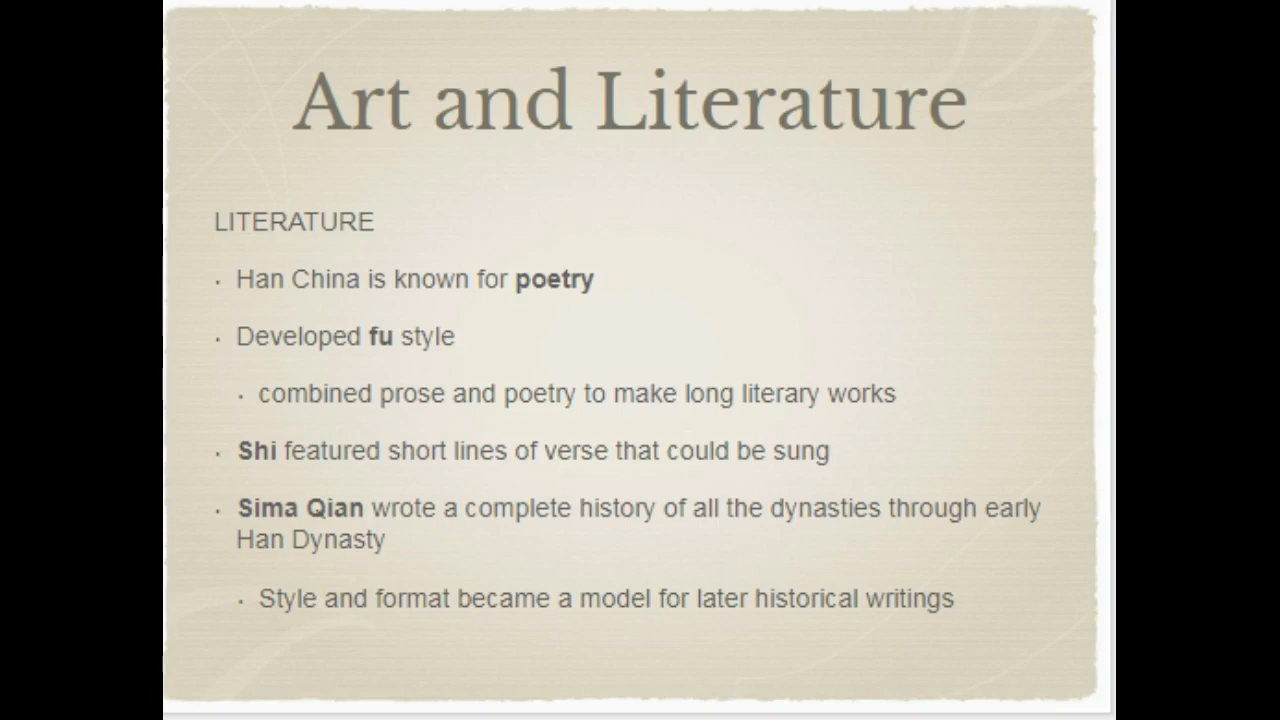 Art and Literature
LITERATURE
· Han China is known for poetry
· Developed fu style
· combined prose and poetry to make long literary works
· Shi featured short lines of verse that could be sung
· Sima Qian wrote a complete history of all the dynasties through early
Han Dynasty
· Style and format became a model for later historical writings